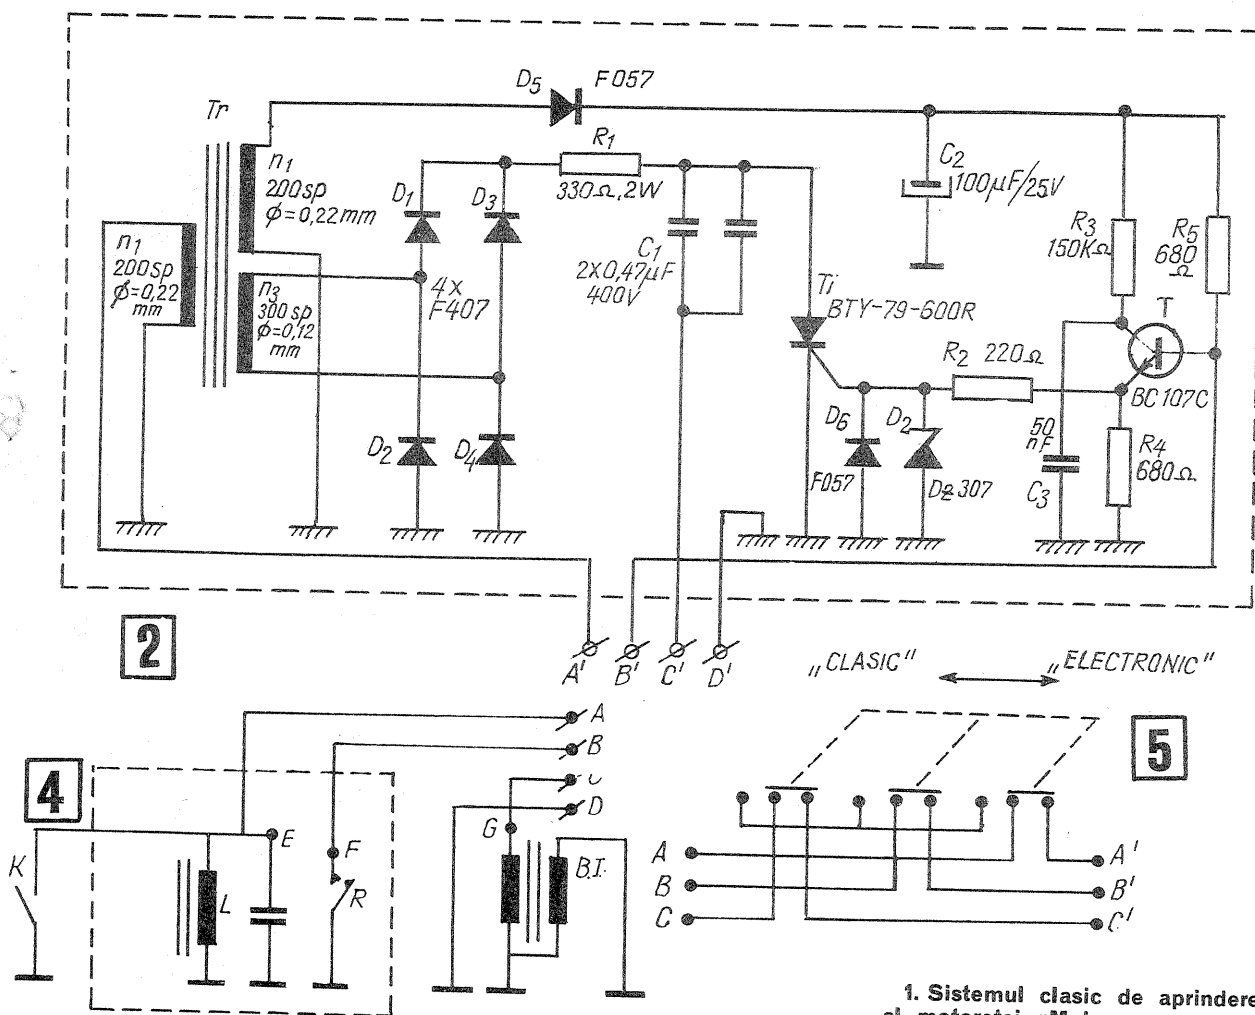 D5 F057
Tr
n1
200sp
φ=0,22mm
n1
200sp
φ=0,22
mm
n3
300sp
φ=0,12
mm
D1
D3
R1
330Ω,2W
4x
F407
D2
D4
C1
2x0,47µF
400V
C2
100µF/25V
R3
150KΩ
R5
680
Ω
Ti
BTY-79-600R
T
BC107C
R2 220Ω
D6
F057
D2
Dz307
50
nF
C3
R4
680Ω
2
A' B' C' D'
„CLASIC" „ELECTRONIC"
A
B
D
4
K
L
E
F
R
G
B.I.
5
A A'
B B'
C C'
1. Sistemul clasic de aprindere